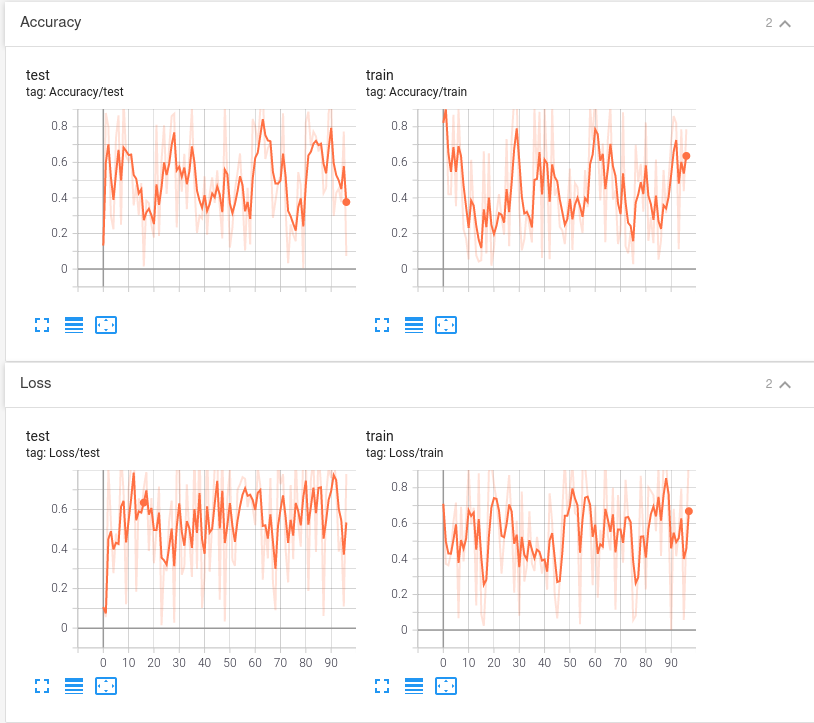 Accuracy 2
test train
tag: Accuracy/test tag: Accuracy/train
0.8 0.8
0.6 0.6
0.4 0.4
0.2 0.2
0 0
Loss 2
test train
tag: Loss/test tag: Loss/train
0.8
0.6 0.6
0.4 0.4
0.2 0.2
0 0
0 10 20 30 40 50 60 70 80 90 0 10 20 30 40 50 60 70 80 90